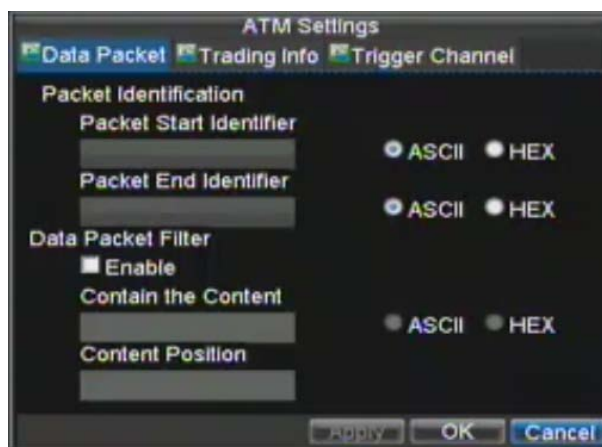 ATM Settings
Data Packet Trading Info Trigger Channel
Packet Identification
Packet Start Identifier
ASCII HEX
Packet End Identifier
ASCII HEX
Data Packet Filter
Enable
Contain the Content
ASCII HEX
Content Position
Apply OK Cancel